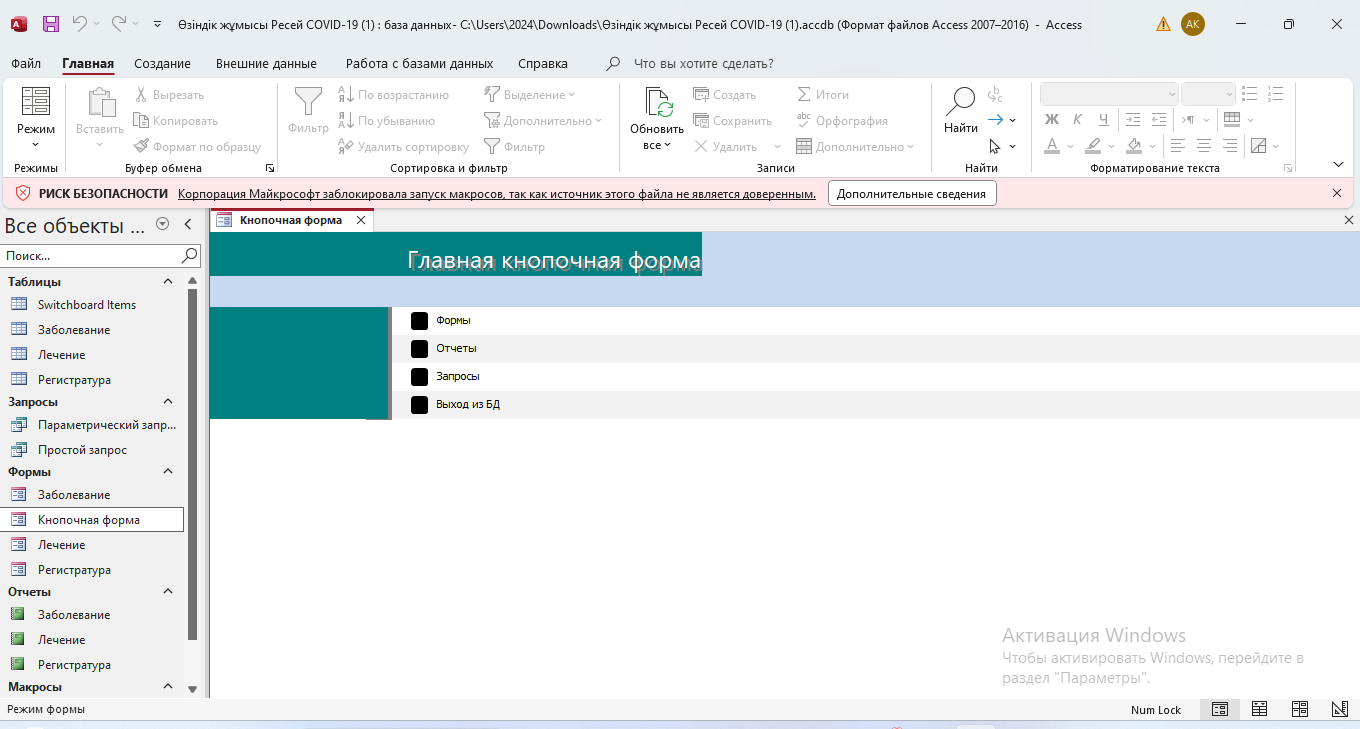 Өзіндік жұмысы Ресей COVID-19 (1) : база данных- C:\Users\2024\Downloads\Өзіндік жұмысы Ресей COVID-19 (1).accdb (Формат файлов Access 2007–2016) - Access
АК
Файл Главная Создание Внешние данные Работа с базами данных Справка Что вы хотите сделать?
Режим
Режимы
Вставить
Вырезать
Копировать
Формат по образцу
Буфер обмена
Фильтр
По возрастанию
По убыванию
Удалить сортировку
Выделение
Дополнительно
Фильтр
Сортировка и фильтр
Обновить
все
Создать
Сохранить
Удалить
Итоги
Орфография
Дополнительно
Записи
Найти
Найти
Ж К Ч
Форматирование текста
РИСК БЕЗОПАСНОСТИ Корпорация Майкрософт заблокировала запуск макросов, так как источник этого файла не является доверенным. Дополнительные сведения
Все объекты ...
Поиск...
Таблицы
Switchboard Items
Заболевание
Лечение
Регистратура
Запросы
Параметрический запр...
Простой запрос
Формы
Заболевание
Кнопочная форма
Лечение
Регистратура
Отчеты
Заболевание
Лечение
Регистратура
Макросы
Кнопочная форма
Главная кнопочная форма
Формы
Отчеты
Запросы
Выход из БД
Активация Windows
Чтобы активировать Windows, перейдите в
раздел "Параметры".
Режим формы
Num Lock